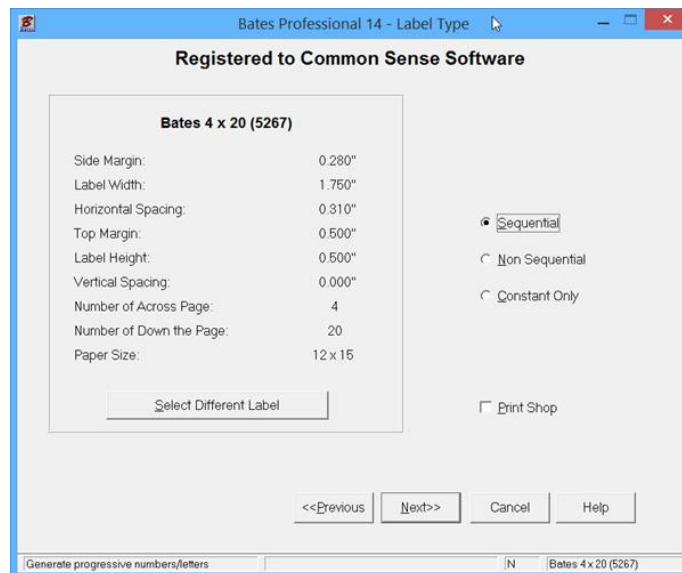 Bates Professional 14 - Label Type
Registered to Common Sense Software
Bates 4 x 20 (5267)
Side Margin: 0.280"
Label Width: 1.750"
Horizontal Spacing: 0.310"
Top Margin: 0.500"
Label Height: 0.500"
Vertical Spacing: 0.000"
Number of Across Page: 4
Number of Down the Page: 20
Paper Size: 12 x 15
Select Different Label
Sequential
Non Sequential
Constant Only
Print Shop
<<Previous Next>> Cancel Help
Generate progressive numbers/letters N Bates 4 x 20 (5267)